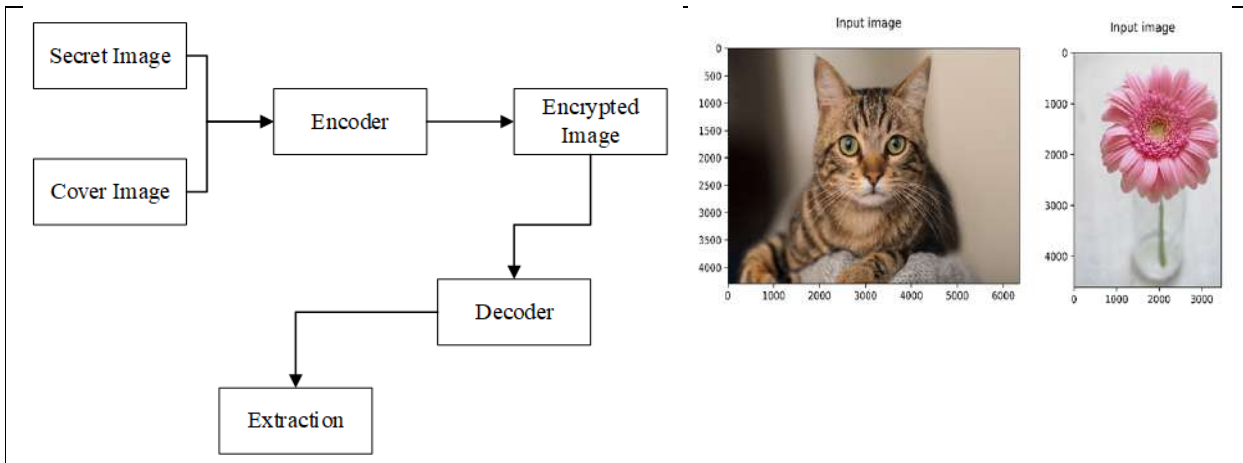 Secret Image
Cover Image
Encoder
Encrypted
Image
Decoder
Extraction
Input image
0
500
1000
1500
2000
2500
3000
3500
4000
0 1000 2000 3000 4000 5000 6000
Input image
0
1000
2000
3000
4000
0 1000 2000 3000